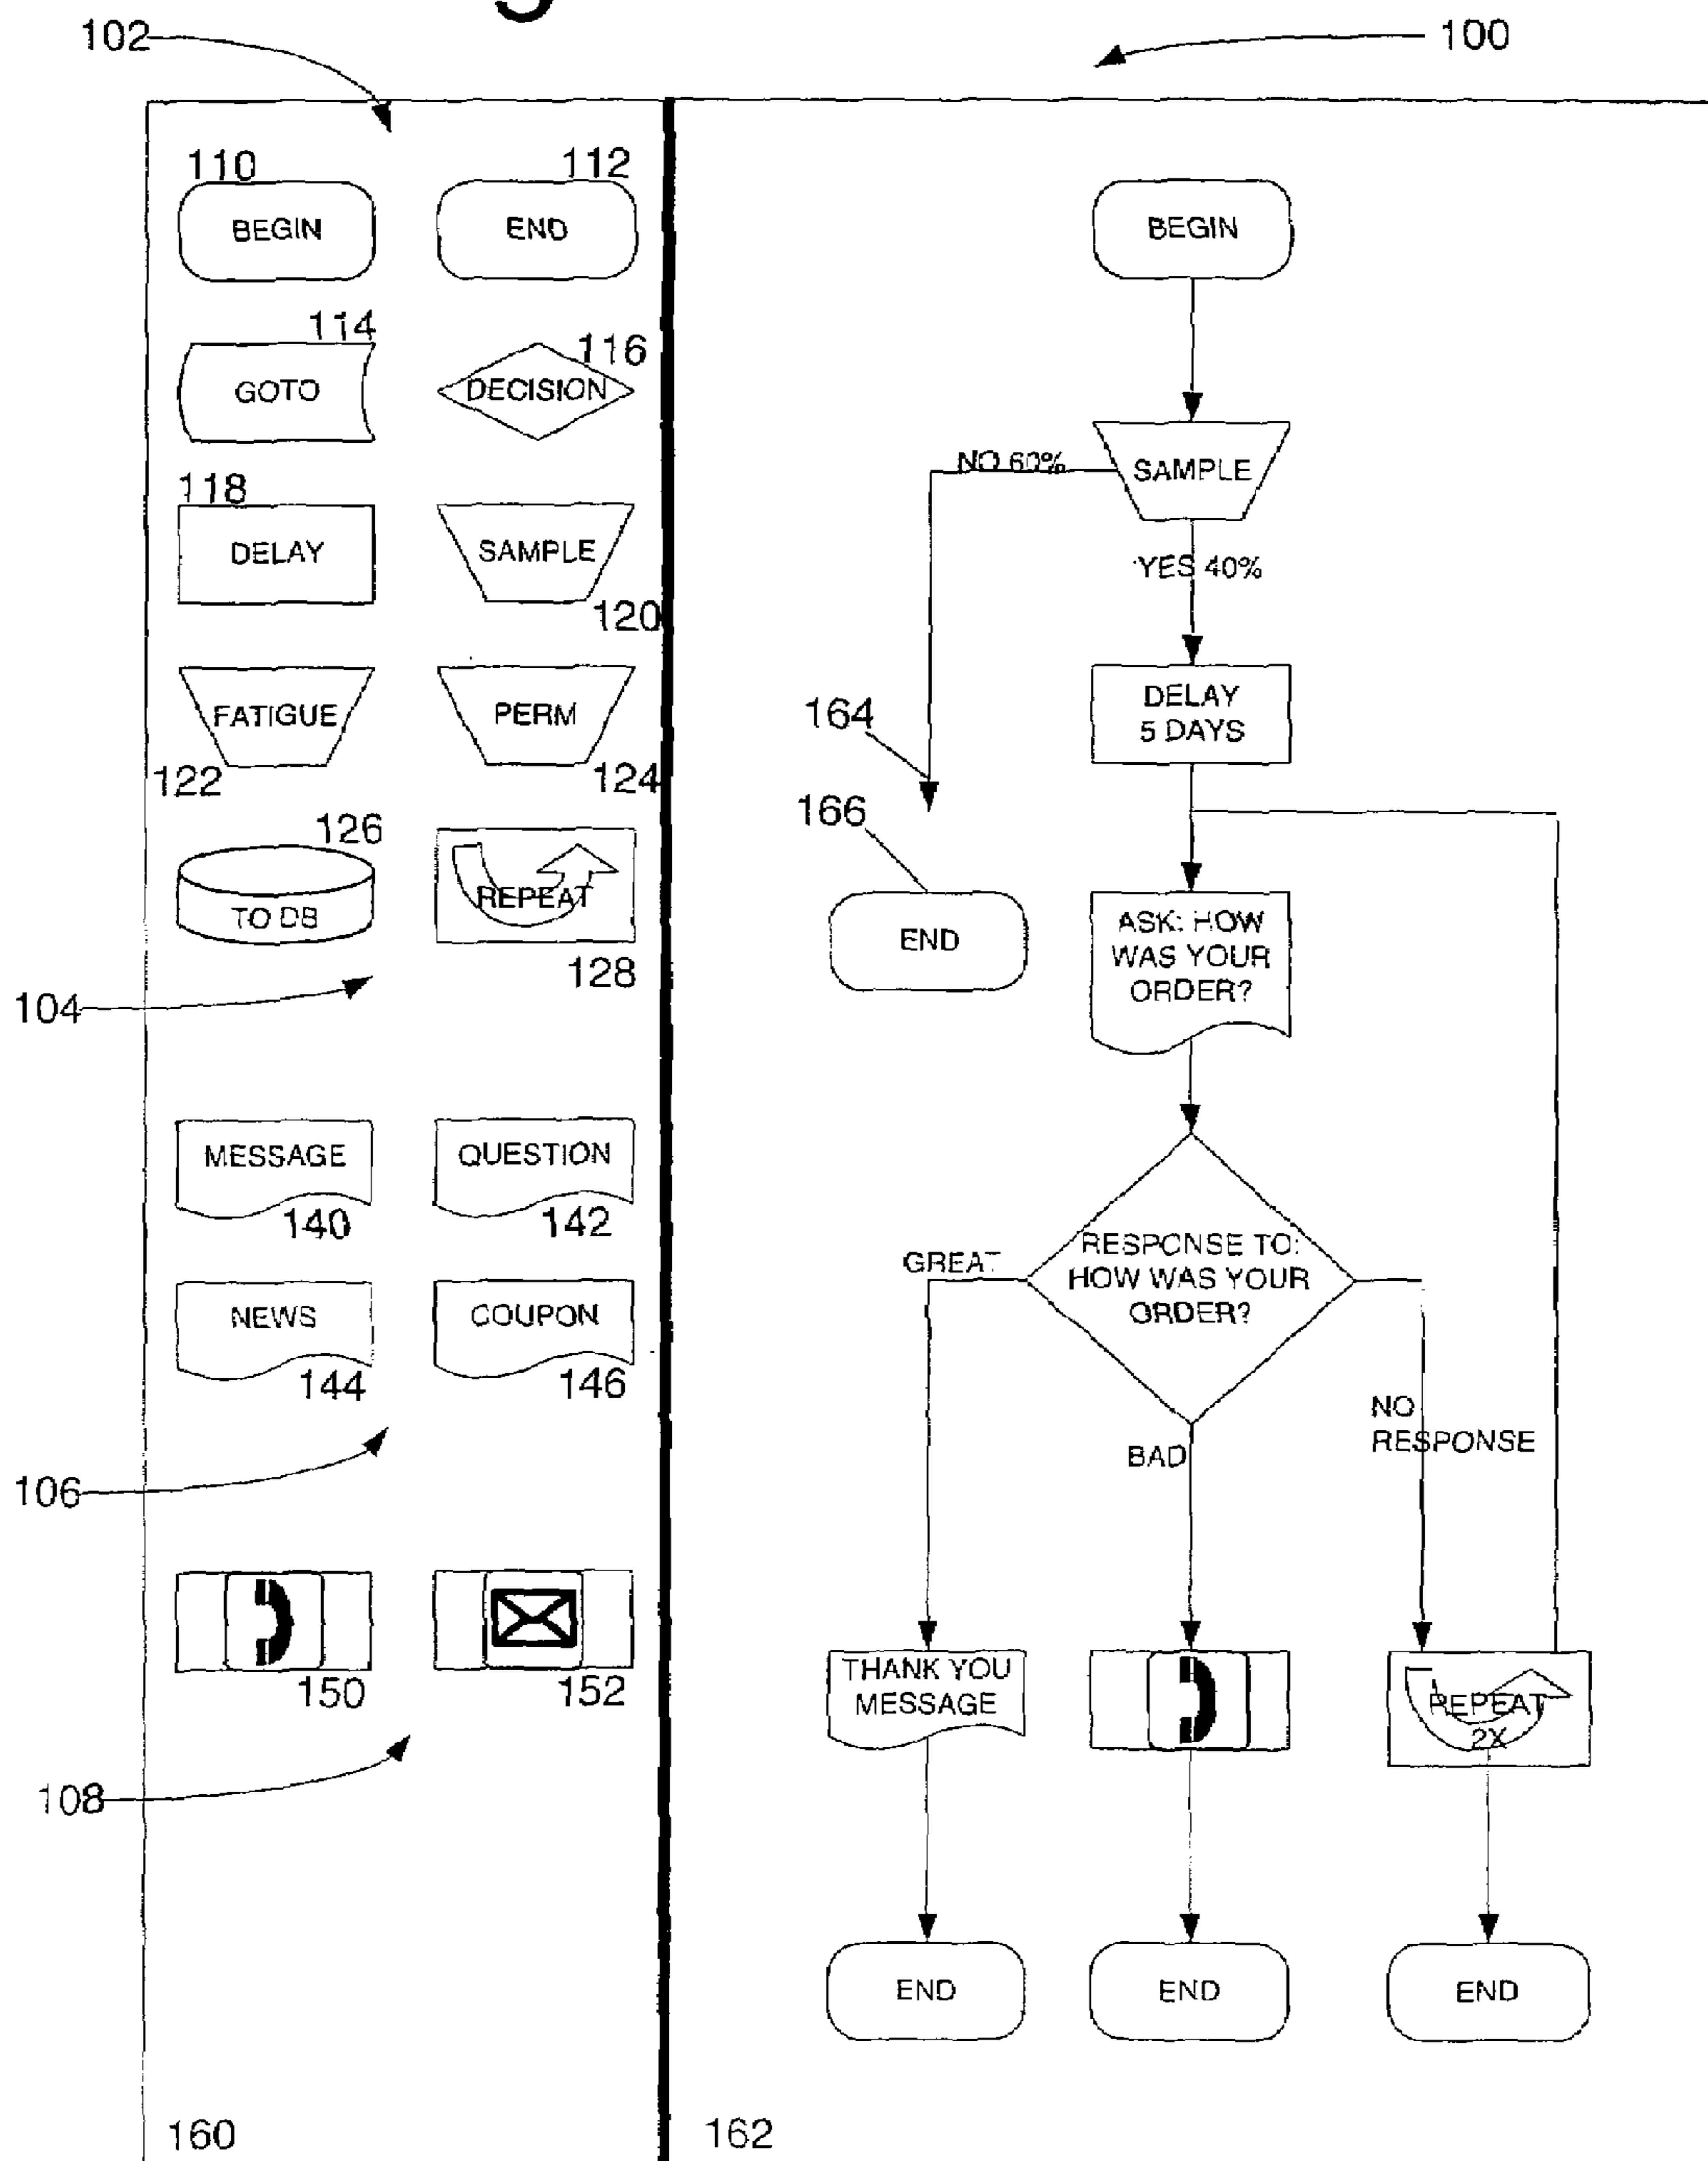 102
100
110
112
BEGIN
END
114
116
GOTO
DECISION
118
DELAY
SAMPLE
120
FATIGUE
PERM
122
124
126
TO DB
REPEAT
128
104
MESSAGE
QUESTION
140
142
NEWS
COUPON
144
146
106
150
152
108
160
BEGIN
SAMPLE
NO 60%
YES 40%
DELAY
5 DAYS
164
166
END
ASK: HOW
WAS YOUR
ORDER?
RESPONSE TO:
HOW WAS YOUR
ORDER?
GREAT
BAD
NO
RESPONSE
THANK YOU
MESSAGE
REPEAT
2X
END
END
END
162